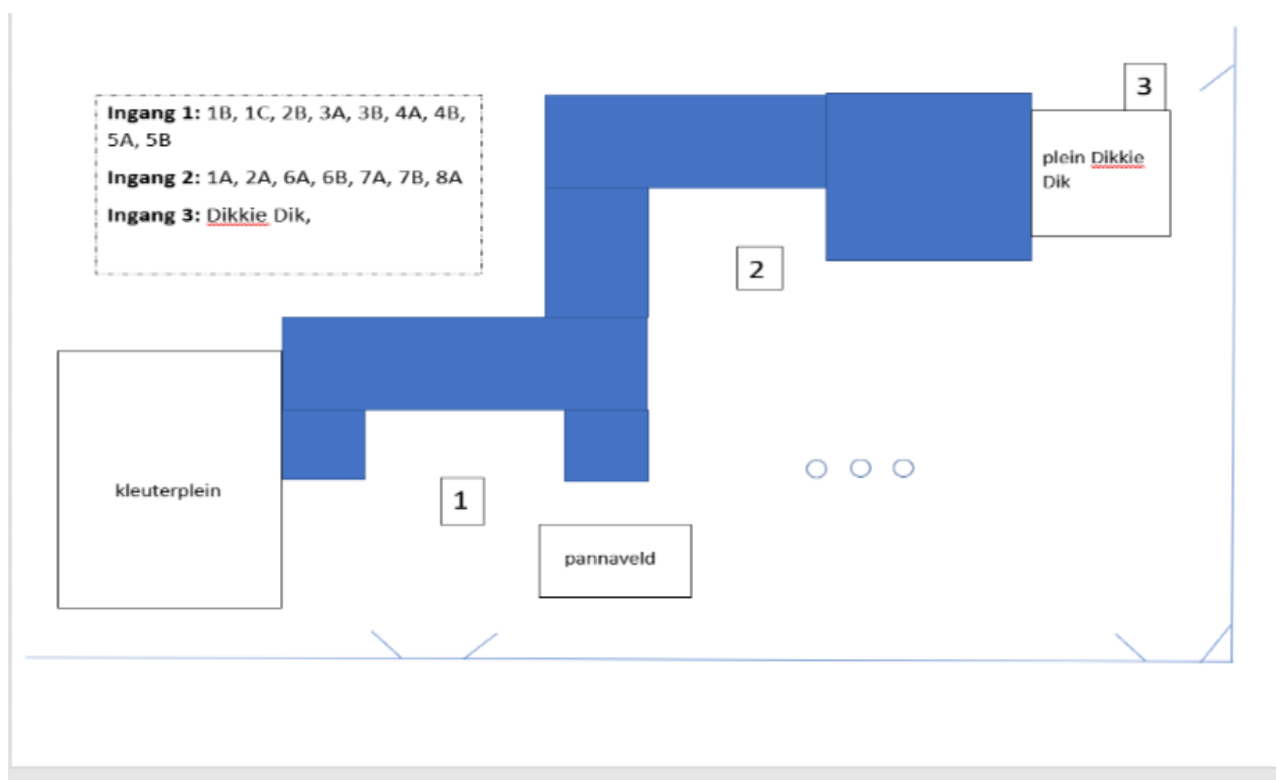 3
Ingang 1: 1B, 1C, 2B, 3A, 3B, 4A, 4B,
5A, 5B
Ingang 2: 1A, 2A, 6A, 6B, 7A, 7B, 8A
Ingang 3: Dikkie Dik,
plein Dikkie
Dik
2
kleuterplein
1
pannaveld